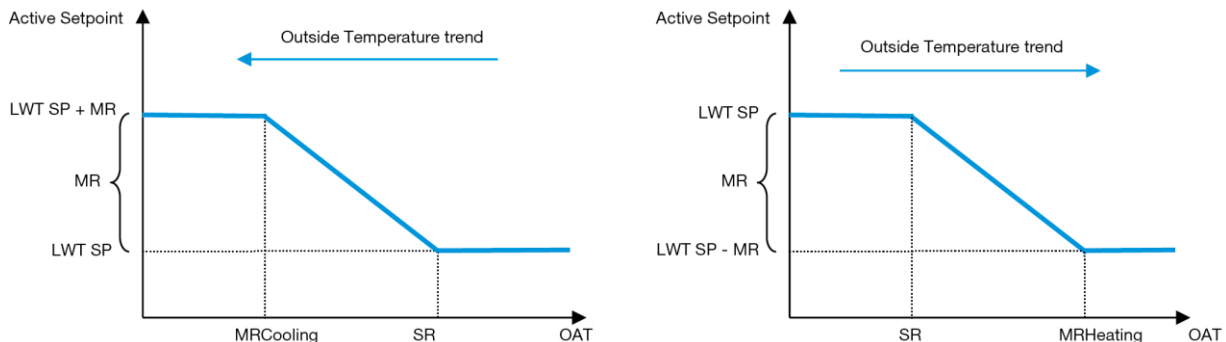 Active Setpoint
Outside Temperature trend
LWT SP + MR
MR
LWT SP
MRCooling
SR
OAT
Active Setpoint
Outside Temperature trend
LWT SP
MR
LWT SP - MR
SR
MRHeating
OAT